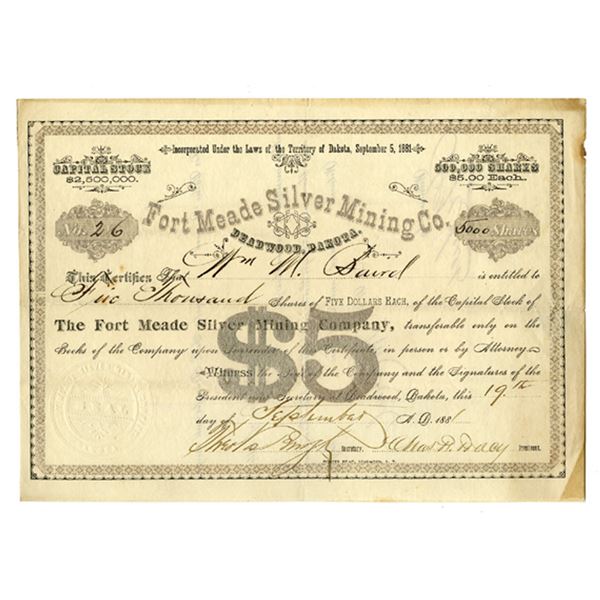 Incorporated Under the Laws of the Territory of Dakota, September 5, 1881
CAPITAL STOCK
$2,500,000.
500,000 SHARES
$5.00 Each.
Fort Meade Silver Mining Co.
DEADWOOD, DAKOTA.
No. 26
5000 Shares
This Certifies That Wm M. Baird is entitled to
Five Thousand Shares of FIVE DOLLARS EACH, of the Capital Stock of
The Fort Meade Silver Mining Company, transferable only on the
Books of the Company upon Surrender of this Certificate, in person or by Attorney
$5
Witness the Seal of the Company and the Signatures of the
President and Secretary at Deadwood, Dakota, this 19th
day of September A.D. 1881
Secretary. President.